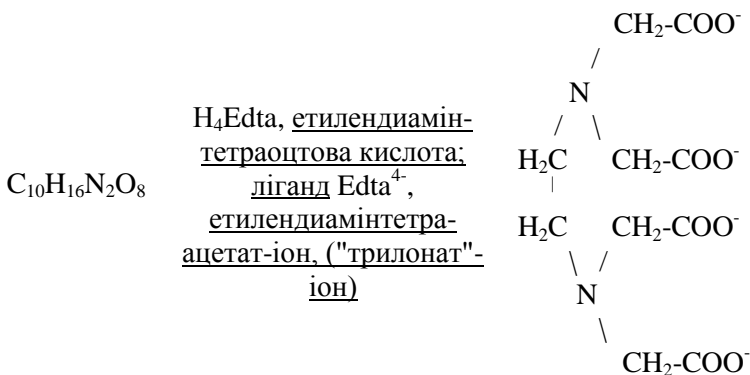 C₁₀H₁₆N₂O₈
H₄Edta, етилендиамін-
тетраоцтова кислота;
ліганд Edta⁴⁻,
етилендиамінтетра-
ацетат-іон, ("трилонат"-
іон)
CH₂-COO⁻
/
N
/ \
H₂C CH₂-COO⁻
|
H₂C CH₂-COO⁻
\ /
N
\
CH₂-COO⁻